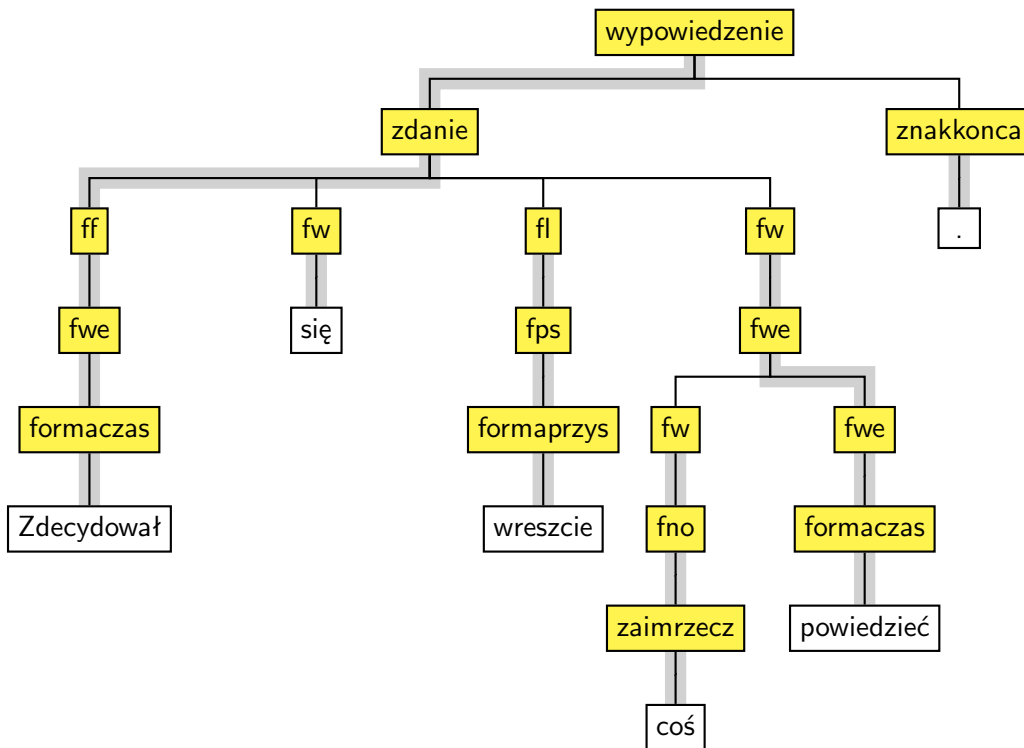 wypowiedzenie
zdanie znakkonca
ff fw fl fw .
fwe się fps fwe
formaczas formaprzys fw fwe
Zdecydował wreszcie fno formaczas
zaimrzecz powiedzieć
coś